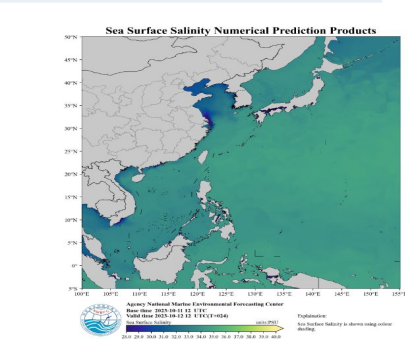 Sea Surface Salinity Numerical Prediction Products
50°N
45°N
40°N
35°N
30°N
25°N
20°N
15°N
10°N
5°N
0°
5°S
100°E 105°E 110°E 115°E 120°E 125°E 130°E 135°E 140°E 145°E 150°E 155°E
Agency National Marine Environmental Forecasting Center
Base time 2025-10-11 12 UTC
Valid time 2025-10-12 12 UTC(T+024)
Sea Surface Salinity units:PSU
28.0 29.0 30.0 31.0 32.0 33.0 34.0 35.0 36.0 37.0 38.0 39.0 40.0
Explanation:
Sea Surface Salinity is shown using colour
shading.